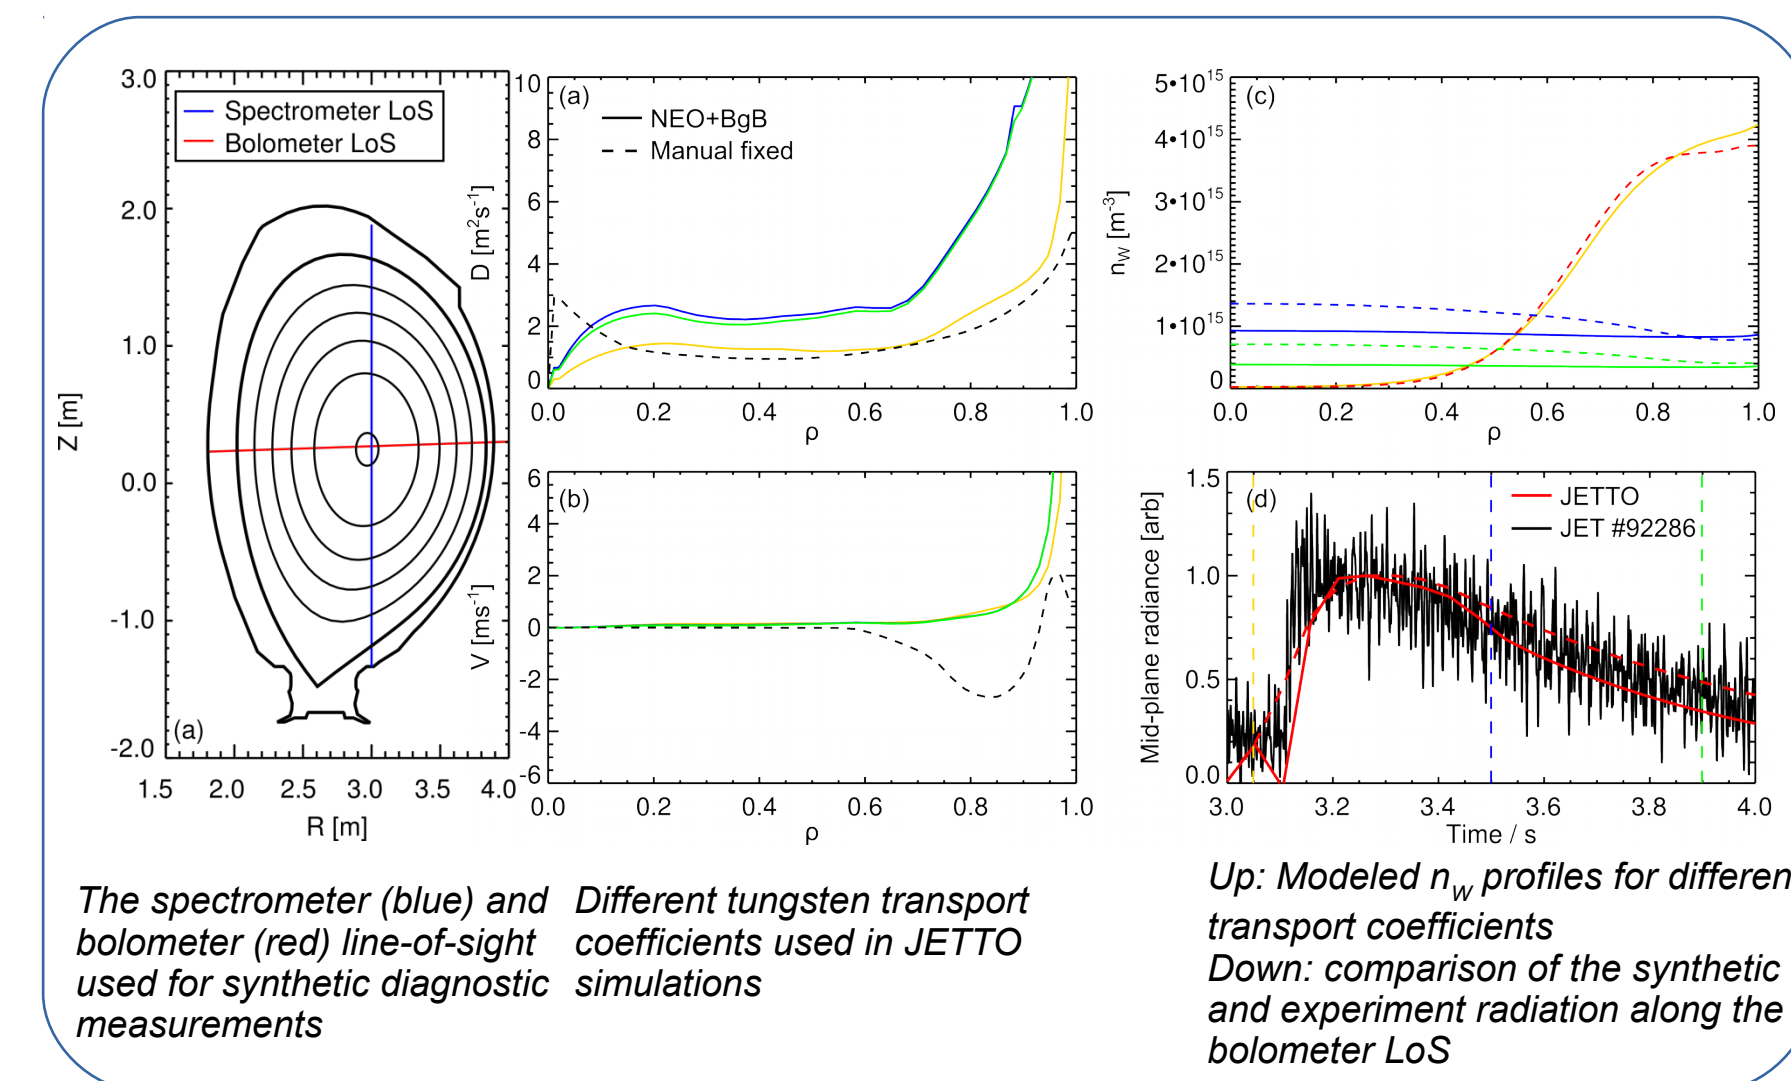 3.0
2.0
1.0
0.0
-1.0
-2.0
Z [m]
Spectrometer LoS
Bolometer LoS
(a)
1.5 2.0 2.5 3.0 3.5 4.0
R [m]
10
8
6
4
2
0
D [m²s⁻¹]
(a)
NEO+BgB
Manual fixed
0.0 0.2 0.4 0.6 0.8 1.0
ρ
6
4
2
0
-2
-4
-6
V [ms⁻¹]
(b)
0.0 0.2 0.4 0.6 0.8 1.0
ρ
5•10¹⁵
4•10¹⁵
3•10¹⁵
2•10¹⁵
1•10¹⁵
0
n_W [m⁻³]
(c)
0.0 0.2 0.4 0.6 0.8 1.0
ρ
1.5
1.0
0.5
0.0
Mid-plane radiance [arb]
(d)
JETTO
JET #92286
3.0 3.2 3.4 3.6 3.8 4.0
Time / s
The spectrometer (blue) and
bolometer (red) line-of-sight
used for synthetic diagnostic
measurements
Different tungsten transport
coefficients used in JETTO
simulations
Up: Modeled n_w profiles for differen
transport coefficients
Down: comparison of the synthetic
and experiment radiation along the
bolometer LoS